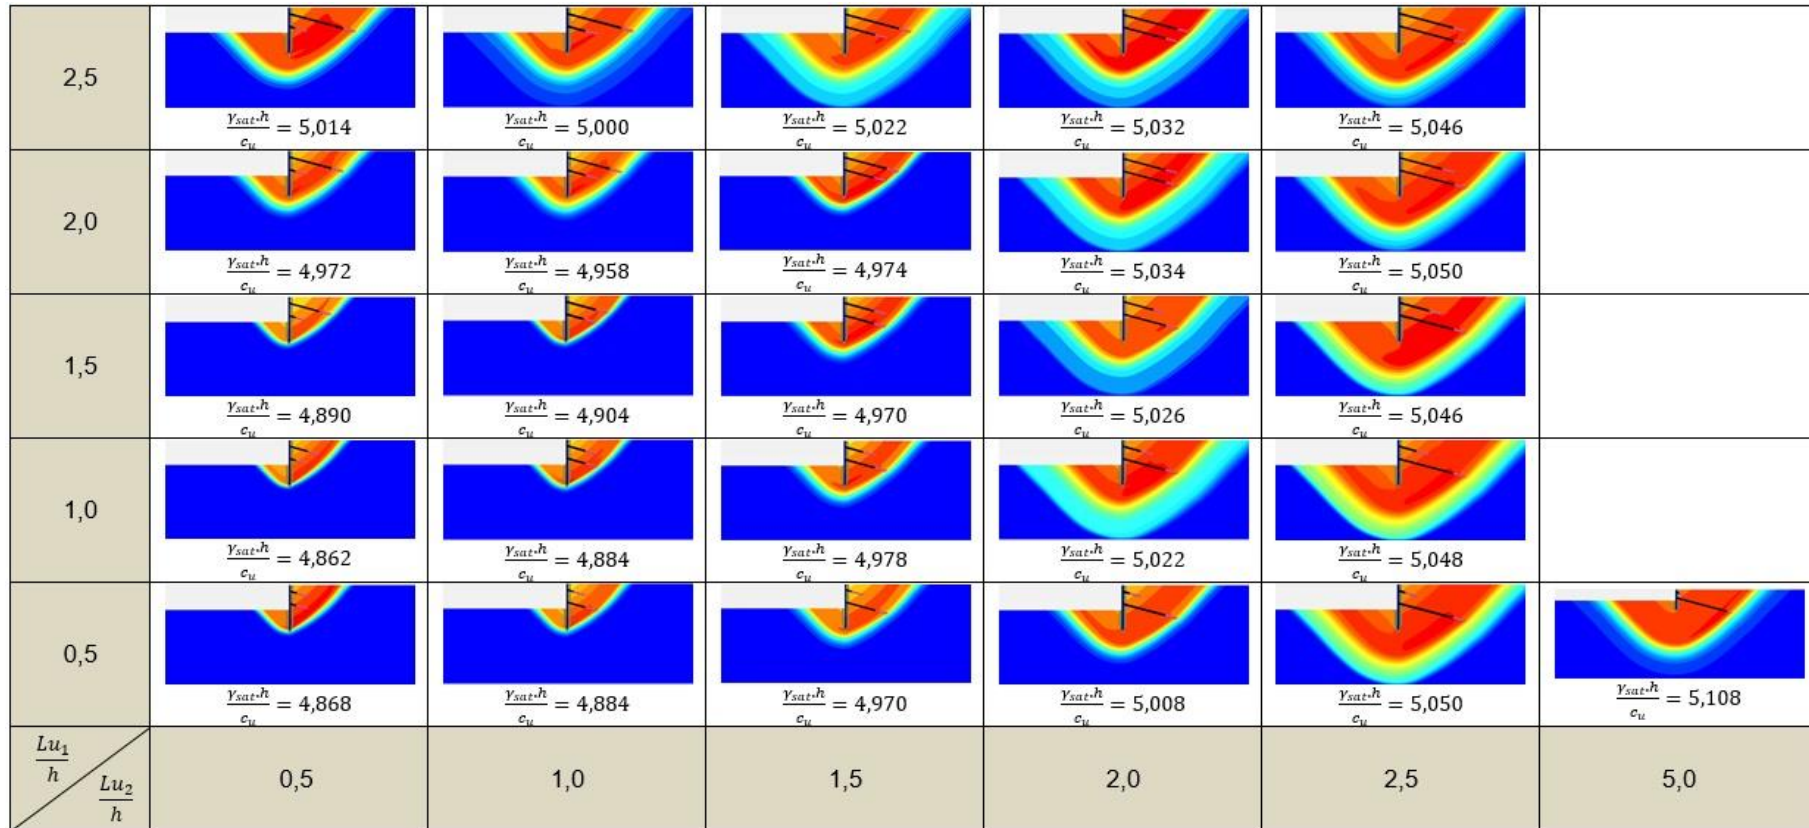 2,5
γsat.h/cu = 5,014
γsat.h/cu = 5,000
γsat.h/cu = 5,022
γsat.h/cu = 5,032
γsat.h/cu = 5,046
2,0
γsat.h/cu = 4,972
γsat.h/cu = 4,958
γsat.h/cu = 4,974
γsat.h/cu = 5,034
γsat.h/cu = 5,050
1,5
γsat.h/cu = 4,890
γsat.h/cu = 4,904
γsat.h/cu = 4,970
γsat.h/cu = 5,026
γsat.h/cu = 5,046
1,0
γsat.h/cu = 4,862
γsat.h/cu = 4,884
γsat.h/cu = 4,978
γsat.h/cu = 5,022
γsat.h/cu = 5,048
0,5
γsat.h/cu = 4,868
γsat.h/cu = 4,884
γsat.h/cu = 4,970
γsat.h/cu = 5,008
γsat.h/cu = 5,050
γsat.h/cu = 5,108
Lu1/h
Lu2/h
0,5
1,0
1,5
2,0
2,5
5,0